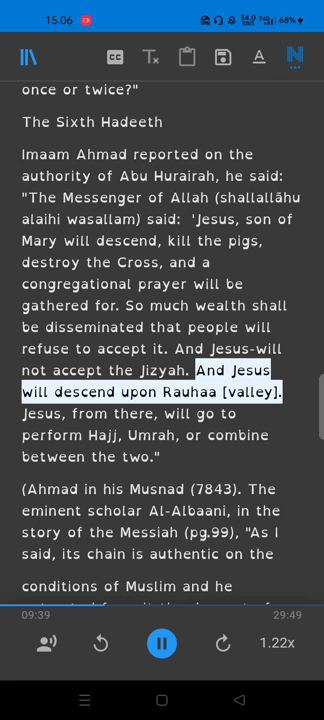 15.06
34.0
KB/S
68%
CC
once or twice?"
The Sixth Hadeeth
Imaam Ahmad reported on the
authority of Abu Hurairah, he said:
"The Messenger of Allah (shallallāhu
alaihi wasallam) said:  'Jesus, son of
Mary will descend, kill the pigs,
destroy the Cross, and a
congregational prayer will be
gathered for. So much wealth shall
be disseminated that people will
refuse to accept it. And Jesus-will
not accept the Jizyah. And Jesus
will descend upon Rauhaa [valley].
Jesus, from there, will go to
perform Hajj, Umrah, or combine
between the two."
(Ahmad in his Musnad (7843). The
eminent scholar Al-Albaani, in the
story of the Messiah (pg.99), "As I
said, its chain is authentic on the
conditions of Muslim and he
09:39
29:49
1.22x